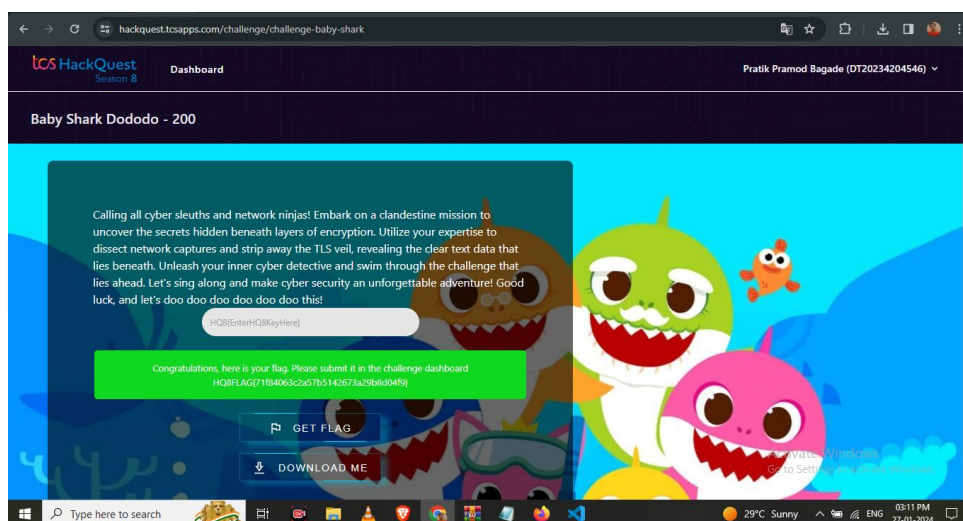 hackquest.tcsapps.com/challenge/challenge-baby-shark
tcs HackQuest
Season 8
Dashboard
Pratik Pramod Bagade (DT20234204546)
Baby Shark Dododo - 200
Calling all cyber sleuths and network ninjas! Embark on a clandestine mission to
uncover the secrets hidden beneath layers of encryption. Utilize your expertise to
dissect network captures and strip away the TLS veil, revealing the clear text data that
lies beneath. Unleash your inner cyber detective and swim through the challenge that
lies ahead. Let's sing along and make cyber security an unforgettable adventure! Good
luck, and let's doo doo doo doo doo doo this!
HQ8{EnterHQ8KeyHere}
Congratulations, here is your flag. Please submit it in the challenge dashboard
HQ8FLAG{71f84063c2a57b5142673a29b8d04f9}
GET FLAG
DOWNLOAD ME
Activate Windows
Go to Settings to activate Windows.
Type here to search
29°C Sunny
ENG
03:11 PM
27-01-2024